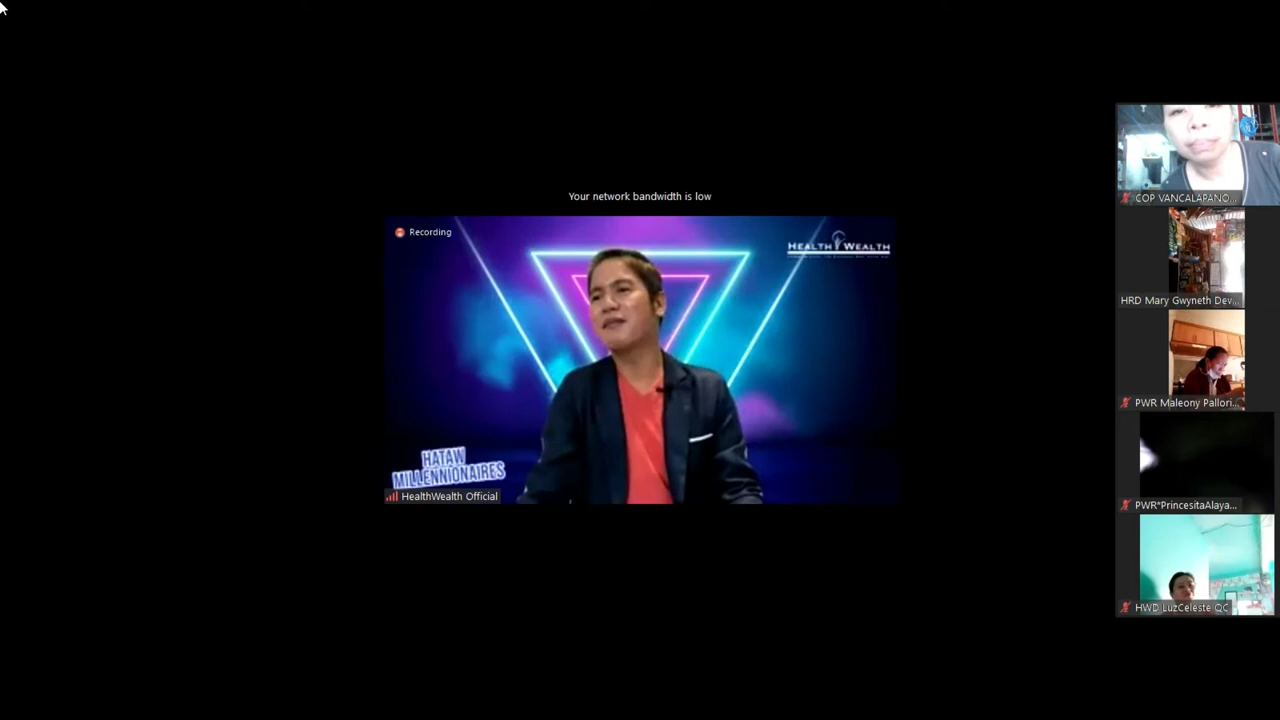 Your network bandwidth is low
Recording
HEALTH WEALTH
HATAW
MILLENNIONAIRES
HealthWealth Official
COP VANCALAPANO...
HRD Mary Gwyneth Dev...
PWR Maleony Pallori...
PWR*PrincesitaAlaya...
HWD LuzCeleste QC